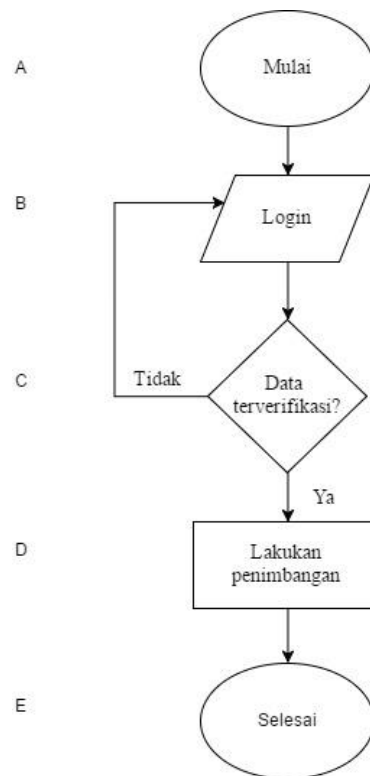 A
Mulai
B
Login
Tidak
C
Data
terverifikasi?
Ya
D
Lakukan
penimbangan
E
Selesai